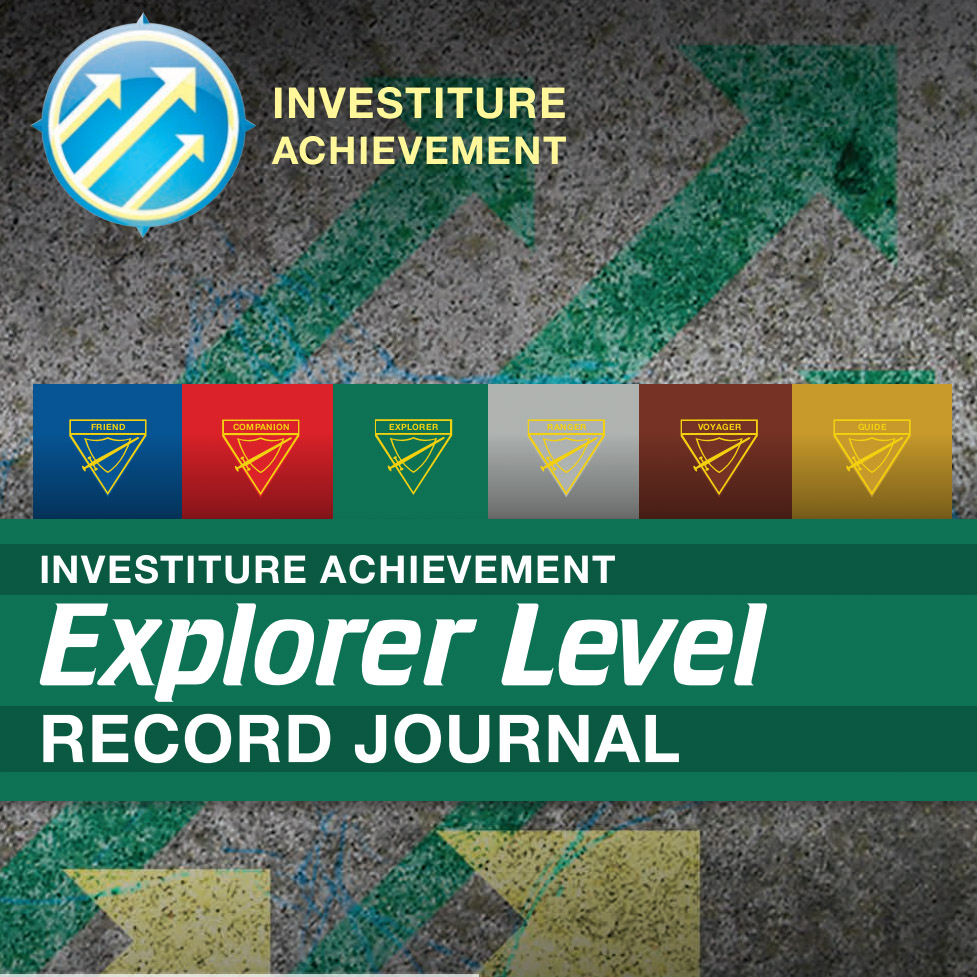 INVESTITURE
ACHIEVEMENT
FRIEND
COMPANION
EXPLORER
RANGER
VOYAGER
GUIDE
INVESTITURE ACHIEVEMENT
Explorer Level
RECORD JOURNAL